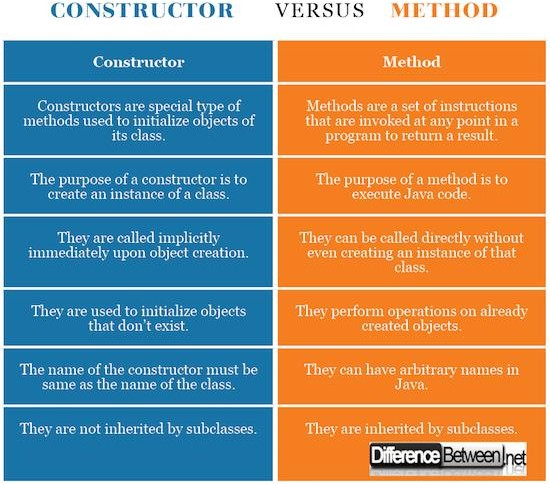 CONSTRUCTOR VERSUS METHOD
Constructor
Method
Constructors are special type of
methods used to initialize objects of
its class.
Methods are a set of instructions
that are invoked at any point in a
program to return a result.
The purpose of a constructor is to
create an instance of a class.
The purpose of a method is to
execute Java code.
They are called implicitly
immediately upon object creation.
They can be called directly without
even creating an instance of that
class.
They are used to initialize objects
that don't exist.
They perform operations on already
created objects.
The name of the constructor must be
same as the name of the class.
They can have arbitrary names in
Java.
They are not inherited by subclasses.
They are inherited by subclasses.
DifferenceBetween.net